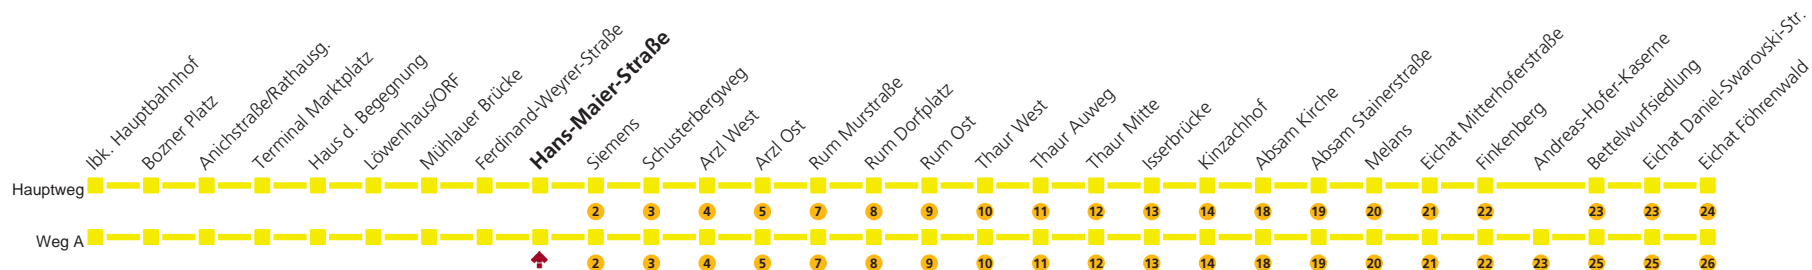 Ibk. Hauptbahnhof
Bozner Platz
Anichstraße/Rathausg.
Terminal Marktplatz
Haus d. Begegnung
Löwenhaus/ORF
Mühlauer Brücke
Ferdinand-Weyrer-Straße
Hans-Maier-Straße
Siemens
Schusterbergweg
Arzl West
Arzl Ost
Rum Murstraße
Rum Dorfplatz
Rum Ost
Thaur West
Thaur Auweg
Thaur Mitte
Isserbrücke
Kinzachhof
Absam Kirche
Absam Stainerstraße
Melans
Eichat Mitterhoferstraße
Finkenberg
Andreas-Hofer-Kaserne
Bettelwurfsiedlung
Eichat Daniel-Swarovski-Str.
Eichat Föhrenwald
Hauptweg
2 3 4 5 7 8 9 10 11 12 13 14 18 19 20 21 22 23 23 24
Weg A
2 3 4 5 7 8 9 10 11 12 13 14 18 19 20 21 22 23 25 25 26